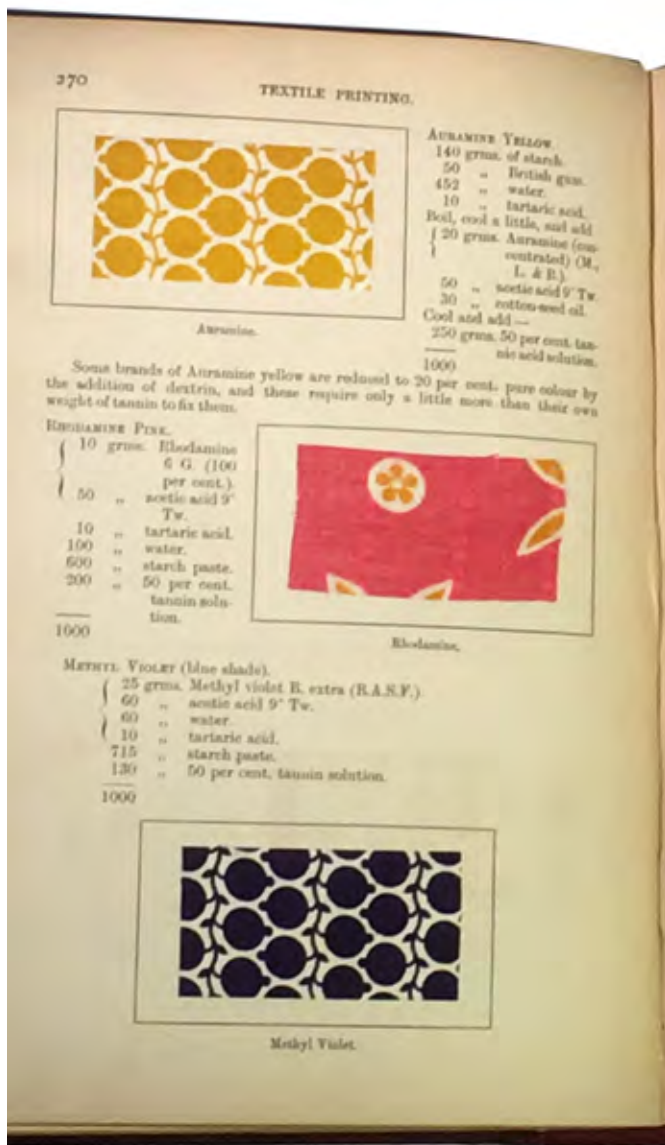 270
TEXTILE PRINTING.
AURAMINE YELLOW.
140 grms. of starch.
50 „ British gum.
452 „ water.
10 „ tartaric acid.
Boil, cool a little, and add
{ 20 grms. Auramine (con-
centrated) (M.,
L. & B.).
50 „ acetic acid 9° Tw.
30 „ cotton-seed oil.
Cool and add—
250 grms. 50 per cent. tan-
nic acid solution.
1000
Auramine.
Some brands of Auramine yellow are reduced to 20 per cent. pure colour by
the addition of dextrin, and these require only a little more than their own
weight of tannin to fix them.
RHODAMINE PINK.
{ 10 grms. Rhodamine
6 G. (100
per cent.).
50 „ acetic acid 9°
Tw.
10 „ tartaric acid.
100 „ water.
600 „ starch paste.
200 „ 50 per cent.
tannin solu-
tion.
1000
Rhodamine.
METHYL VIOLET (blue shade).
{ 25 grms. Methyl violet B. extra (B.A.S.F.)
60 „ acetic acid 9° Tw.
{ 60 „ water.
10 „ tartaric acid.
715 „ starch paste.
130 „ 50 per cent. tannin solution.
1000
Methyl Violet.